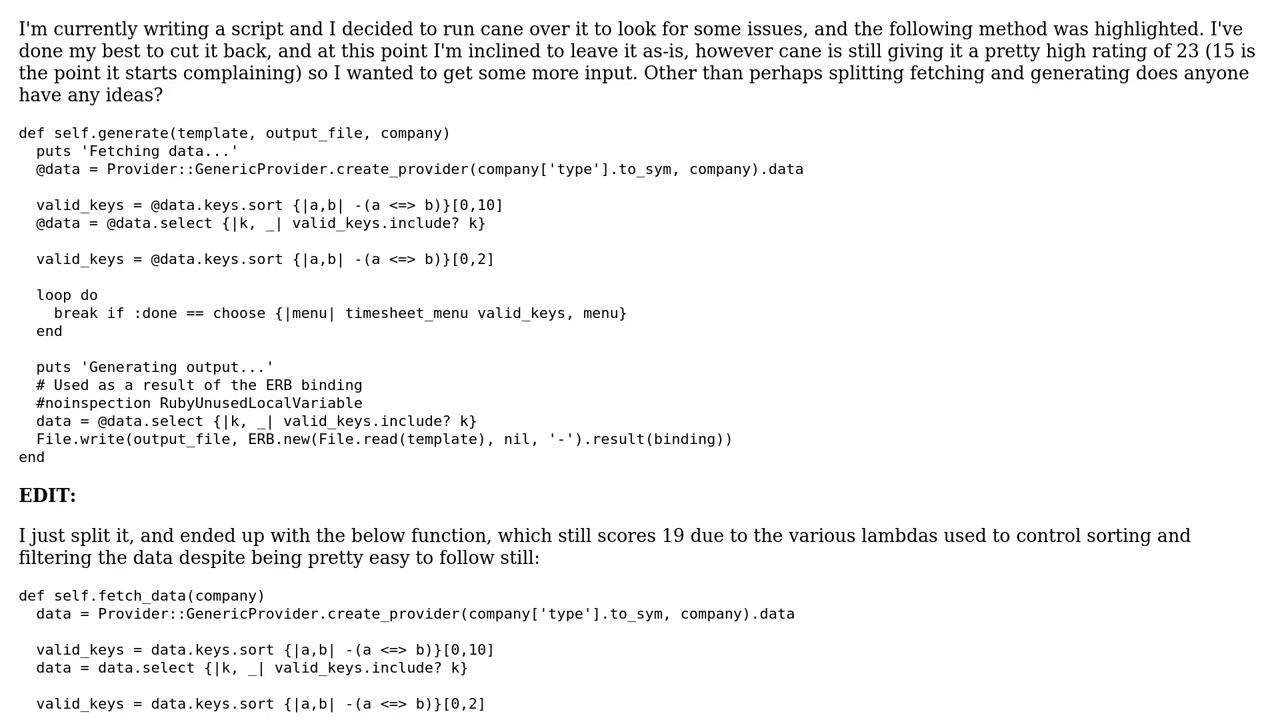 I'm currently writing a script and I decided to run cane over it to look for some issues, and the following method was highlighted. I've
done my best to cut it back, and at this point I'm inclined to leave it as-is, however cane is still giving it a pretty high rating of 23 (15 is
the point it starts complaining) so I wanted to get some more input. Other than perhaps splitting fetching and generating does anyone
have any ideas?
def self.generate(template, output_file, company)
  puts 'Fetching data...'
  @data = Provider::GenericProvider.create_provider(company['type'].to_sym, company).data
  valid_keys = @data.keys.sort {|a,b| -(a <=> b)}[0,10]
  @data = @data.select {|k, _| valid_keys.include? k}
  valid_keys = @data.keys.sort {|a,b| -(a <=> b)}[0,2]
  loop do
    break if :done == choose {|menu| timesheet_menu valid_keys, menu}
  end
  puts 'Generating output...'
  # Used as a result of the ERB binding
  #noinspection RubyUnusedLocalVariable
  data = @data.select {|k, _| valid_keys.include? k}
  File.write(output_file, ERB.new(File.read(template), nil, '-').result(binding))
end
EDIT:
I just split it, and ended up with the below function, which still scores 19 due to the various lambdas used to control sorting and
filtering the data despite being pretty easy to follow still:
def self.fetch_data(company)
  data = Provider::GenericProvider.create_provider(company['type'].to_sym, company).data
  valid_keys = data.keys.sort {|a,b| -(a <=> b)}[0,10]
  data = data.select {|k, _| valid_keys.include? k}
  valid_keys = data.keys.sort {|a,b| -(a <=> b)}[0,2]